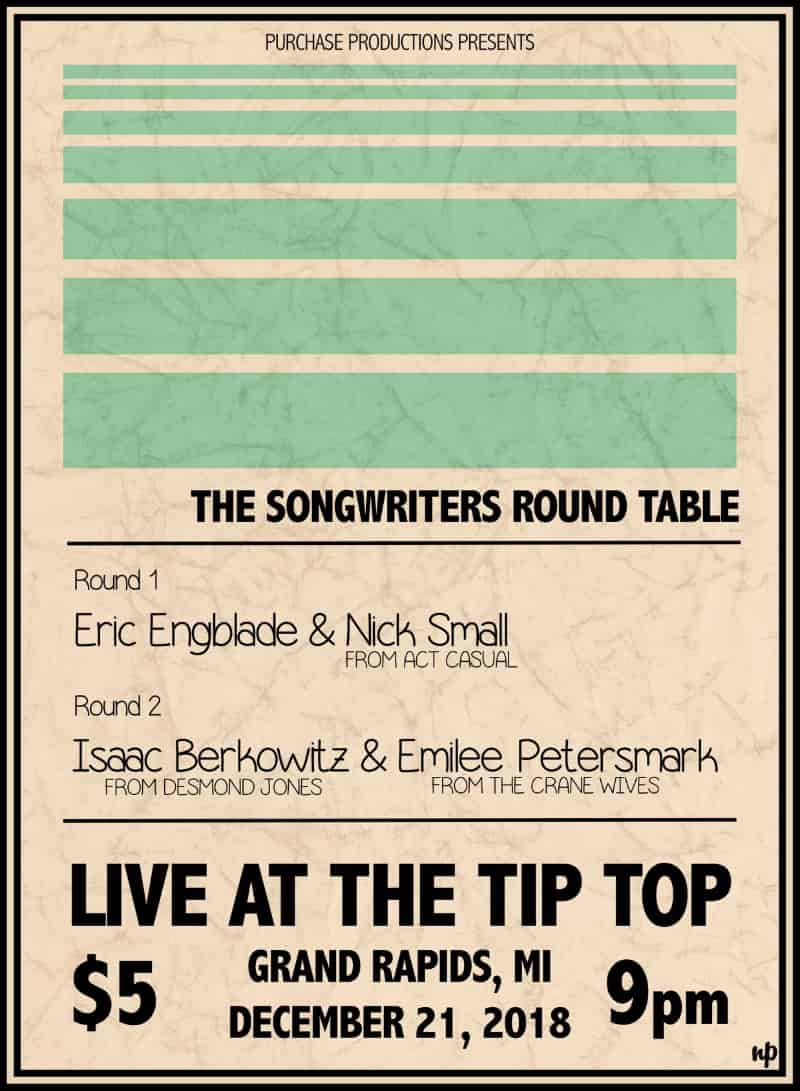 PURCHASE PRODUCTIONS PRESENTS
THE SONGWRITERS ROUND TABLE
Round 1
Eric Engblade & Nick Small
FROM ACT CASUAL
Round 2
Isaac Berkowitz & Emilee Petersmark
FROM DESMOND JONES FROM THE CRANE WIVES
LIVE AT THE TIP TOP
$5 GRAND RAPIDS, MI 9pm
DECEMBER 21, 2018
np